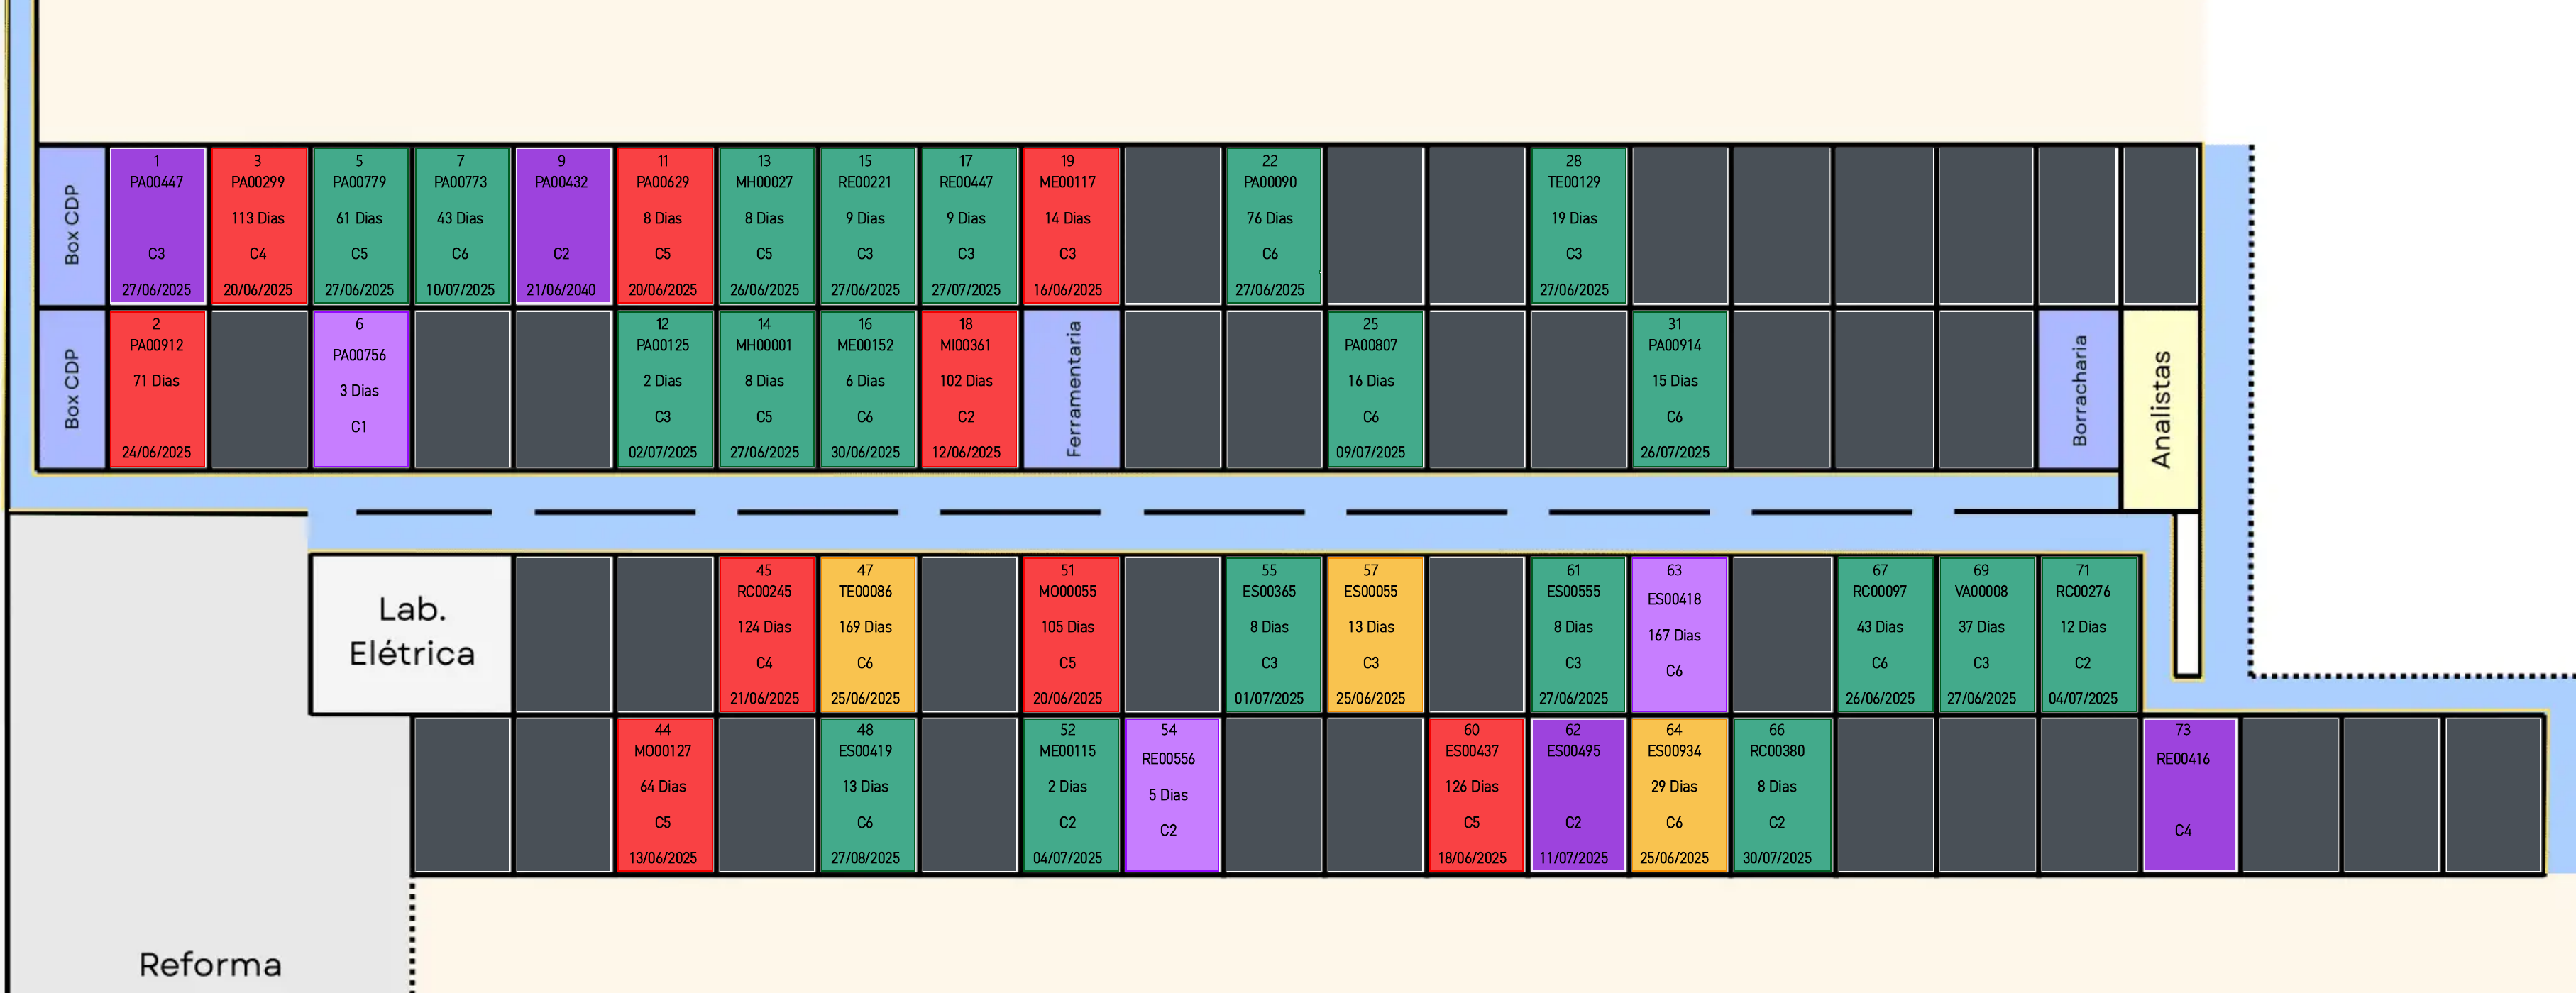 Box CDP
1
PA00447
C3
27/06/2025
3
PA00299
113 Dias
C4
20/06/2025
5
PA00779
61 Dias
C5
27/06/2025
7
PA00773
43 Dias
C6
10/07/2025
9
PA00432
C2
21/06/2040
11
PA00629
8 Dias
C5
20/06/2025
13
MH00027
8 Dias
C5
26/06/2025
15
RE00221
9 Dias
C3
27/06/2025
17
RE00447
9 Dias
C3
27/07/2025
19
ME00117
14 Dias
C3
16/06/2025
22
PA00090
76 Dias
C6
27/06/2025
28
TE00129
19 Dias
C3
27/06/2025
Box CDP
2
PA00912
71 Dias
24/06/2025
6
PA00756
3 Dias
C1
12
PA00125
2 Dias
C3
02/07/2025
14
MH00001
8 Dias
C5
27/06/2025
16
ME00152
6 Dias
C6
30/06/2025
18
MI00361
102 Dias
C2
12/06/2025
Ferramentaria
25
PA00807
16 Dias
C6
09/07/2025
31
PA00914
15 Dias
C6
26/07/2025
Borracharia
Analistas
Lab.
Elétrica
45
RC00245
124 Dias
C4
21/06/2025
47
TE00086
169 Dias
C6
25/06/2025
51
MO00055
105 Dias
C5
20/06/2025
55
ES00365
8 Dias
C3
01/07/2025
57
ES00055
13 Dias
C3
25/06/2025
61
ES00555
8 Dias
C3
27/06/2025
63
ES00418
167 Dias
C6
67
RC00097
43 Dias
C6
26/06/2025
69
VA00008
37 Dias
C3
27/06/2025
71
RC00276
12 Dias
C2
04/07/2025
44
MO00127
64 Dias
C5
13/06/2025
48
ES00419
13 Dias
C6
27/08/2025
52
ME00115
2 Dias
C2
04/07/2025
54
RE00556
5 Dias
C2
60
ES00437
126 Dias
C5
18/06/2025
62
ES00495
C2
11/07/2025
64
ES00934
29 Dias
C6
25/06/2025
66
RC00380
8 Dias
C2
30/07/2025
73
RE00416
C4
Reforma